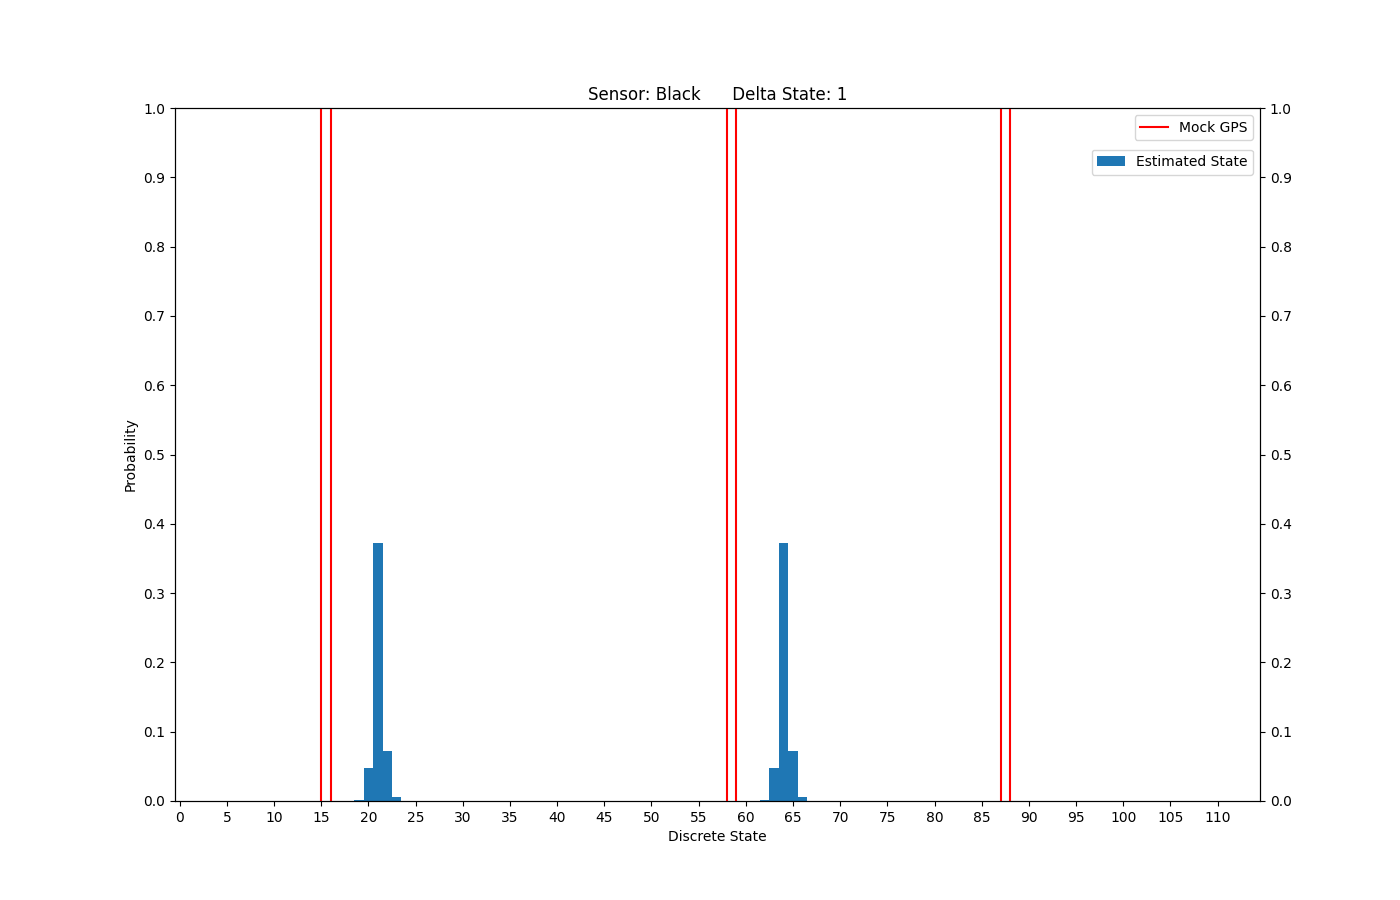 Sensor: Black Delta State: 1
Mock GPS
Estimated State
1.0 1.0
0.9 0.9
0.8 0.8
0.7 0.7
0.6 0.6
0.5 0.5
0.4 0.4
0.3 0.3
0.2 0.2
0.1 0.1
0.0 0.0
Probability
0 5 10 15 20 25 30 35 40 45 50 55 60 65 70 75 80 85 90 95 100 105 110
Discrete State